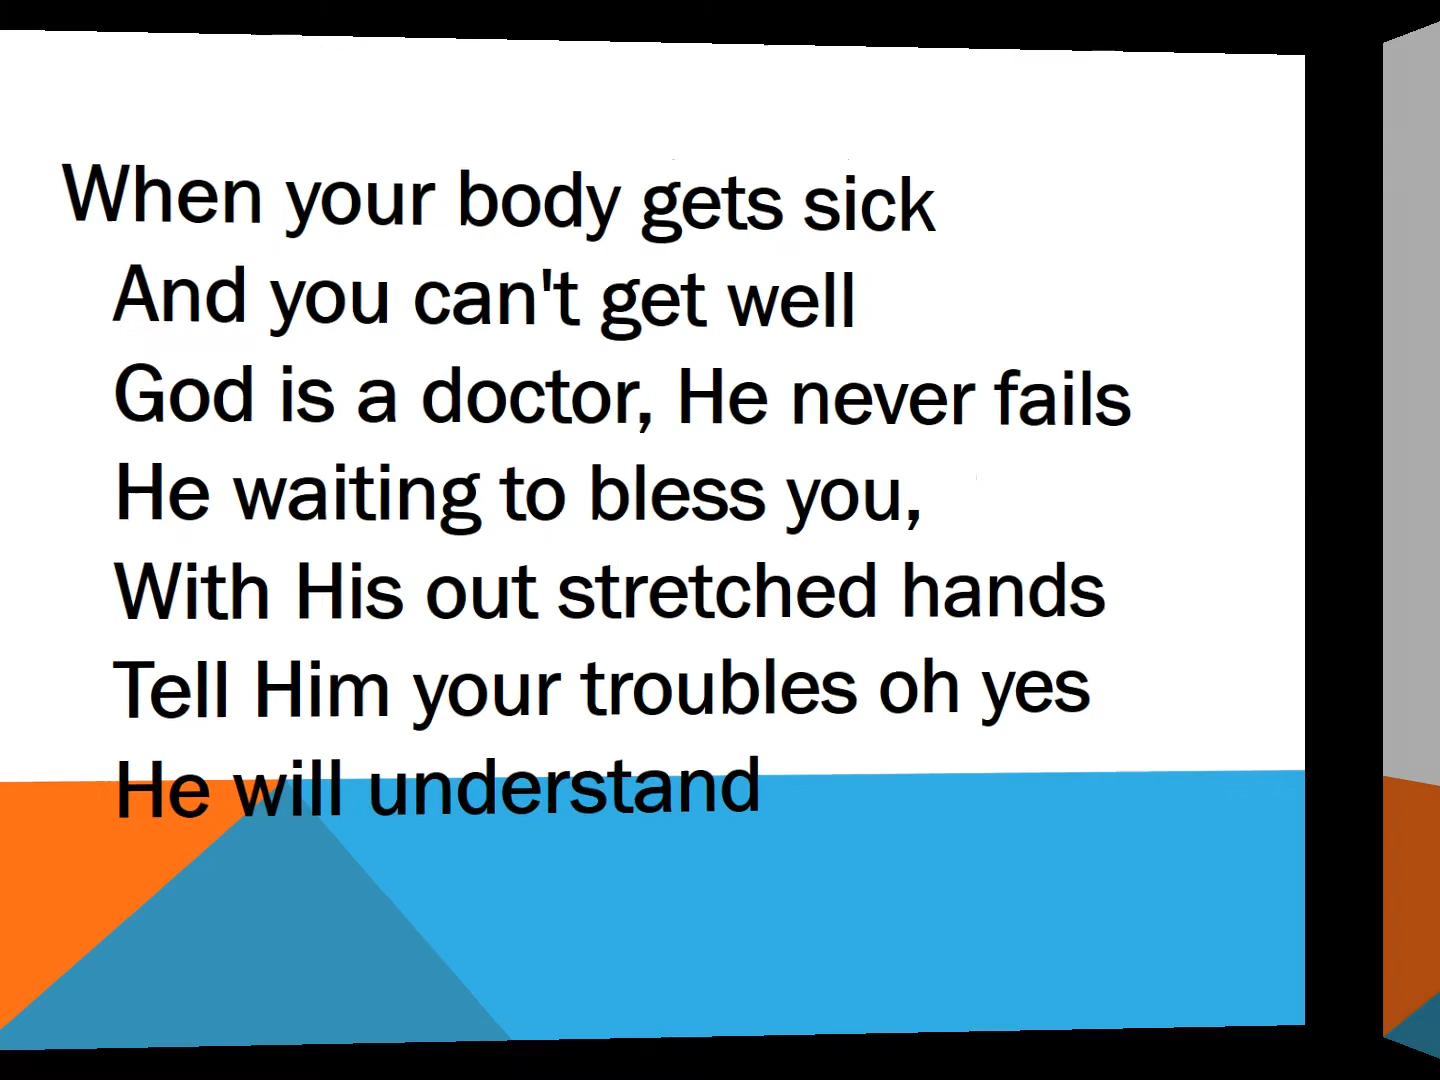 When your body gets sick
And you can't get well
God is a doctor, He never fails
He waiting to bless you,
With His out stretched hands
Tell Him your troubles oh yes
He will understand